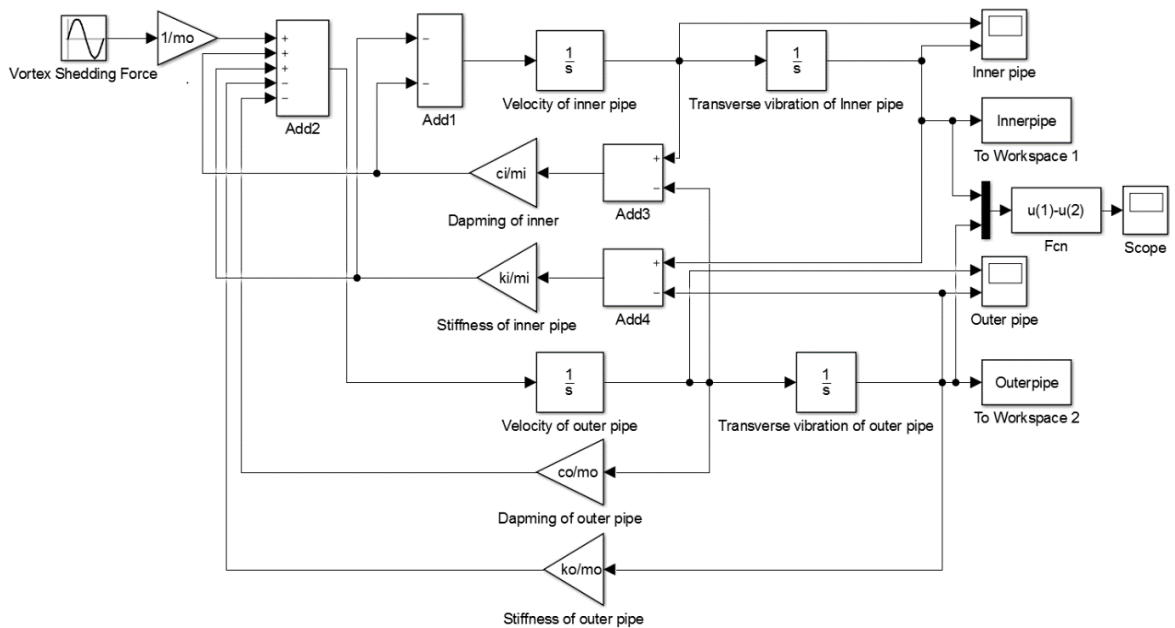 Vortex Shedding Force
1/mo
+
+
+
−
−
Add2
−
−
Add1
1
s
Velocity of inner pipe
1
s
Transverse vibration of Inner pipe
Inner pipe
Innerpipe
To Workspace 1
ci/mi
Dapming of inner
+
−
Add3
u(1)-u(2)
Fcn
Scope
ki/mi
Stiffness of inner pipe
+
−
Add4
Outer pipe
1
s
Velocity of outer pipe
1
s
Transverse vibration of outer pipe
Outerpipe
To Workspace 2
co/mo
Dapming of outer pipe
ko/mo
Stiffness of outer pipe